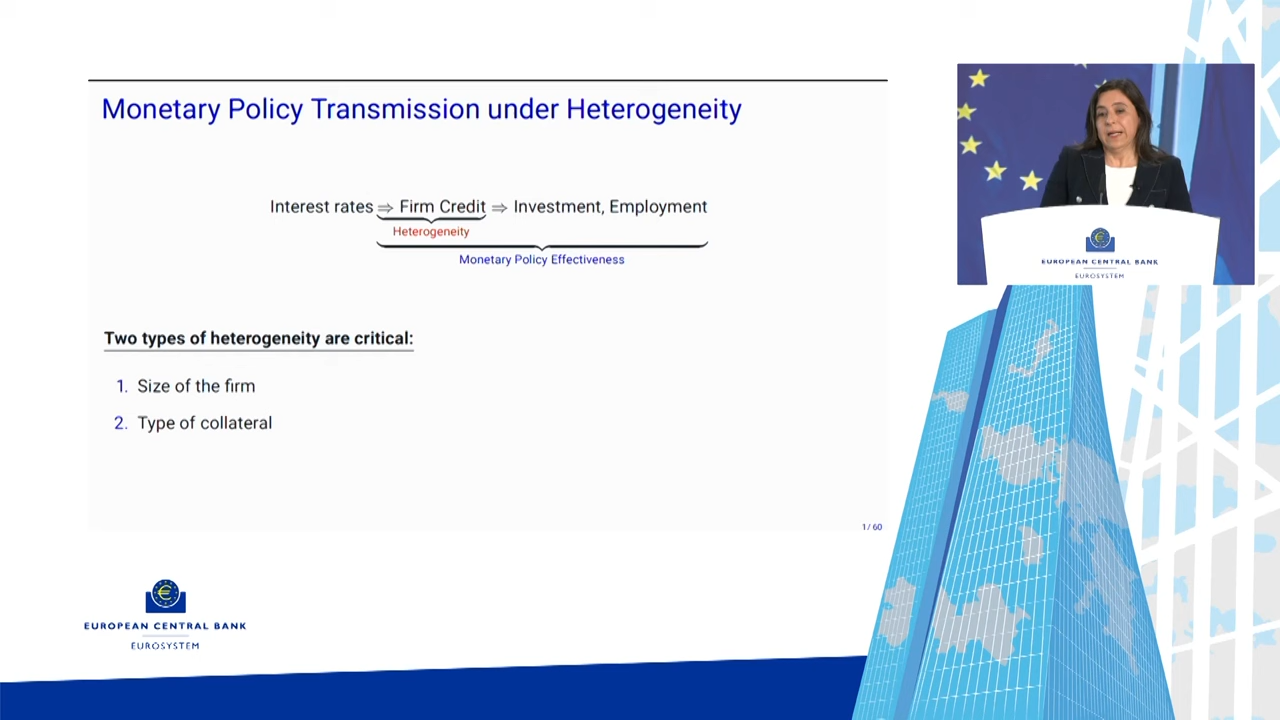 Monetary Policy Transmission under Heterogeneity
Interest rates ⇒ Firm Credit ⇒ Investment, Employment
Heterogeneity
Monetary Policy Effectiveness
Two types of heterogeneity are critical:
1. Size of the firm
2. Type of collateral
1 / 60
EUROPEAN CENTRAL BANK
EUROSYSTEM
EUROPEAN CENTRAL BANK
EUROSYSTEM